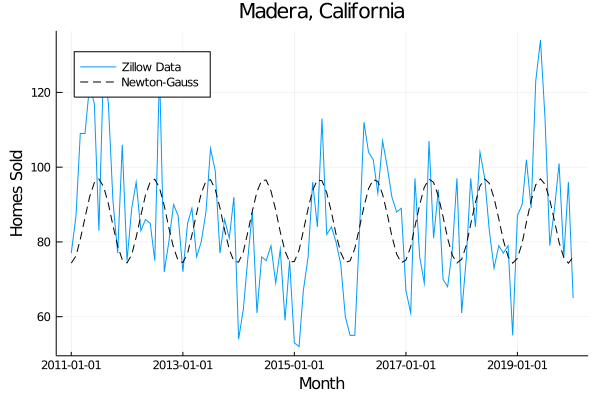 Madera, California
Zillow Data
Newton-Gauss
120
100
80
60
Homes Sold
2011-01-01 2013-01-01 2015-01-01 2017-01-01 2019-01-01
Month